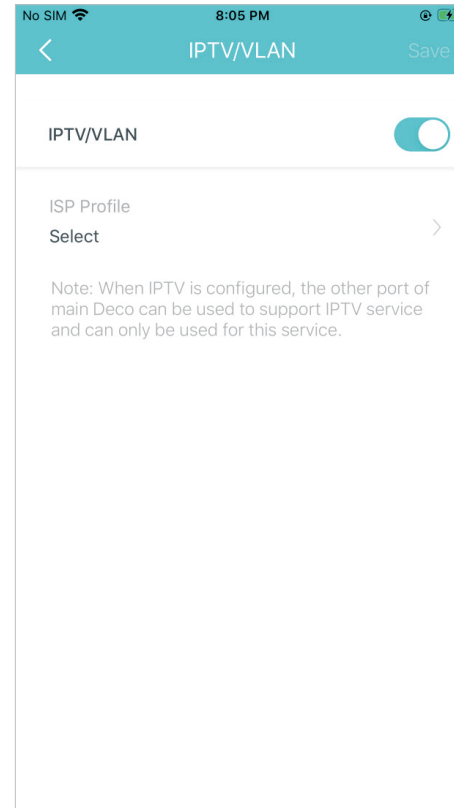 No SIM 8:05 PM
IPTV/VLAN Save
IPTV/VLAN
ISP Profile
Select
Note: When IPTV is configured, the other port of
main Deco can be used to support IPTV service
and can only be used for this service.